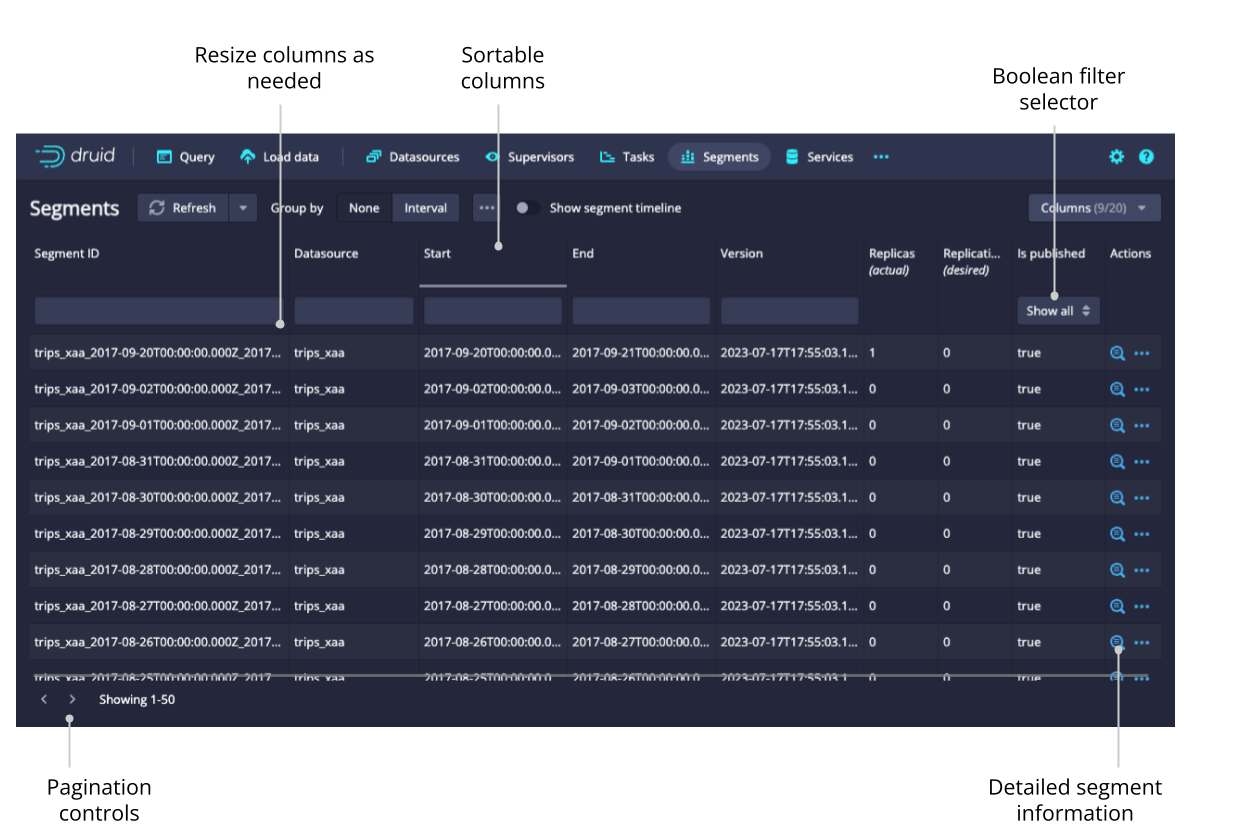 Resize columns as
needed
Sortable
columns
Boolean filter
selector
druid Query Load data Datasources Supervisors Tasks Segments Services
Segments Refresh Group by None Interval Show segment timeline Columns (9/20)
Segment ID Datasource Start End Version Replicas (actual) Replicati... (desired) Is published Actions
Show all
trips_xaa_2017-09-20T00:00:00.000Z_2017... trips_xaa 2017-09-20T00:00:00.0... 2017-09-21T00:00:00.0... 2023-07-17T17:55:03.1... 1 0 true
trips_xaa_2017-09-02T00:00:00.000Z_2017... trips_xaa 2017-09-02T00:00:00.0... 2017-09-03T00:00:00.0... 2023-07-17T17:55:03.1... 0 0 true
trips_xaa_2017-09-01T00:00:00.000Z_2017... trips_xaa 2017-09-01T00:00:00.0... 2017-09-02T00:00:00.0... 2023-07-17T17:55:03.1... 0 0 true
trips_xaa_2017-08-31T00:00:00.000Z_2017... trips_xaa 2017-08-31T00:00:00.0... 2017-09-01T00:00:00.0... 2023-07-17T17:55:03.1... 0 0 true
trips_xaa_2017-08-30T00:00:00.000Z_2017... trips_xaa 2017-08-30T00:00:00.0... 2017-08-31T00:00:00.0... 2023-07-17T17:55:03.1... 0 0 true
trips_xaa_2017-08-29T00:00:00.000Z_2017... trips_xaa 2017-08-29T00:00:00.0... 2017-08-30T00:00:00.0... 2023-07-17T17:55:03.1... 0 0 true
trips_xaa_2017-08-28T00:00:00.000Z_2017... trips_xaa 2017-08-28T00:00:00.0... 2017-08-29T00:00:00.0... 2023-07-17T17:55:03.1... 0 0 true
trips_xaa_2017-08-27T00:00:00.000Z_2017... trips_xaa 2017-08-27T00:00:00.0... 2017-08-28T00:00:00.0... 2023-07-17T17:55:03.1... 0 0 true
trips_xaa_2017-08-26T00:00:00.000Z_2017... trips_xaa 2017-08-26T00:00:00.0... 2017-08-27T00:00:00.0... 2023-07-17T17:55:03.1... 0 0 true
trips_xaa_2017-08-25T00:00:00.000Z_2017 trips_xaa 2017-08-25T00:00:00.0 2017-08-26T00:00:00.0 2023-07-17T17:55:03.1 0 0 true
Showing 1-50
Pagination
controls
Detailed segment
information